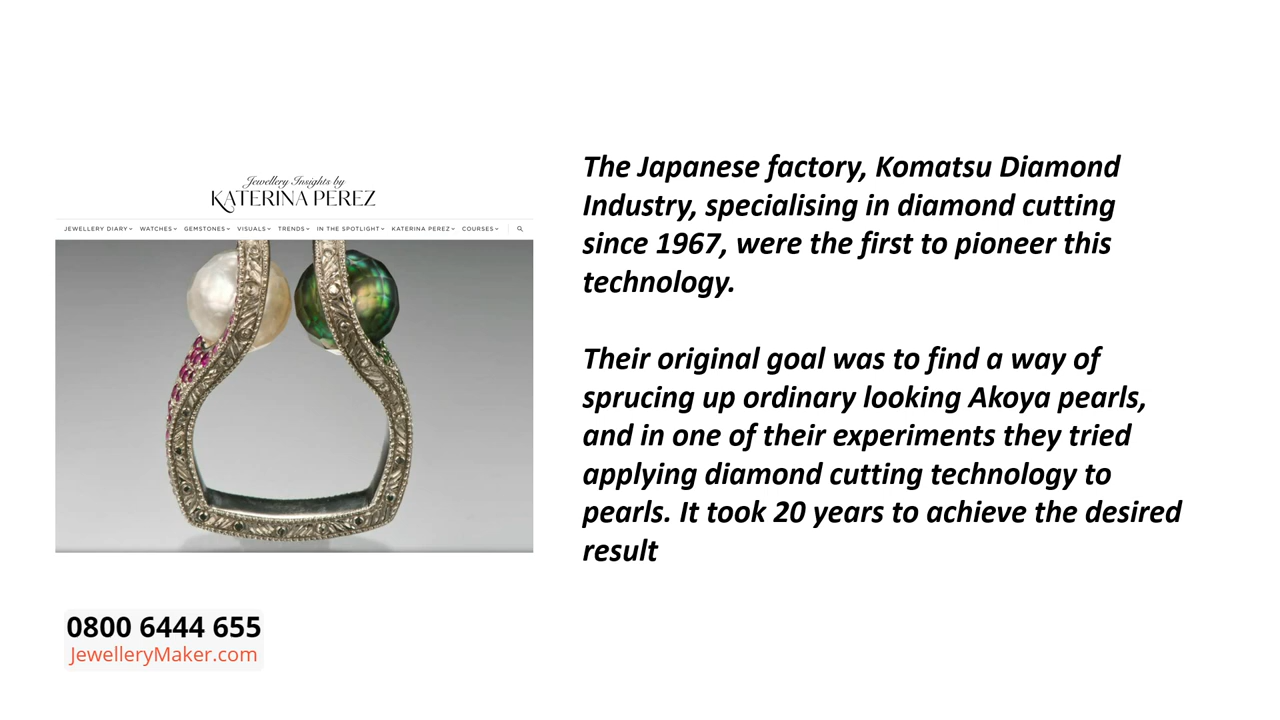 Jewellery Insights by
KATERINA PEREZ
JEWELLERY DIARY WATCHES GEMSTONES VISUALS TRENDS IN THE SPOTLIGHT KATERINA PEREZ COURSES
The Japanese factory, Komatsu Diamond
Industry, specialising in diamond cutting
since 1967, were the first to pioneer this
technology.
Their original goal was to find a way of
sprucing up ordinary looking Akoya pearls,
and in one of their experiments they tried
applying diamond cutting technology to
pearls. It took 20 years to achieve the desired
result
0800 6444 655
JewelleryMaker.com